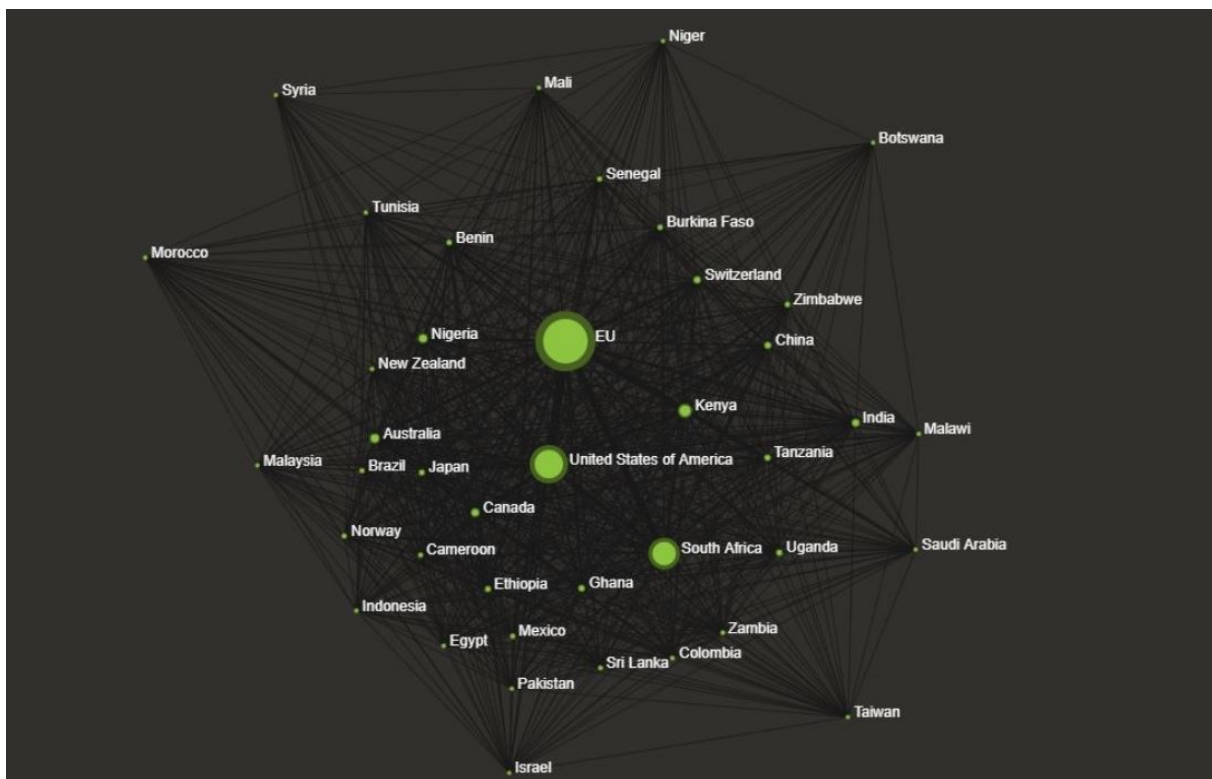 Niger
Mali
Syria
Botswana
Senegal
Tunisia
Burkina Faso
Benin
Morocco
Switzerland
Zimbabwe
Nigeria
EU
China
New Zealand
Kenya
India
Malawi
Australia
Tanzania
United States of America
Malaysia
Brazil
Japan
Canada
Norway
Saudi Arabia
South Africa
Uganda
Cameroon
Ethiopia
Ghana
Indonesia
Zambia
Mexico
Egypt
Colombia
Sri Lanka
Pakistan
Taiwan
Israel